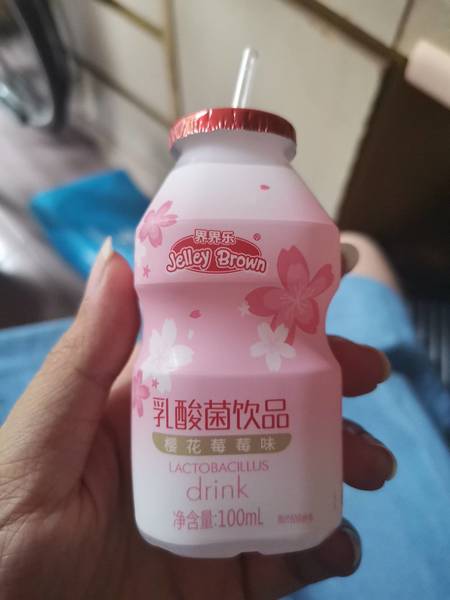 界界乐
®
Jelley Brown
乳酸菌饮品
樱花莓莓味
LACTOBACILLUS
drink
净含量:100mL